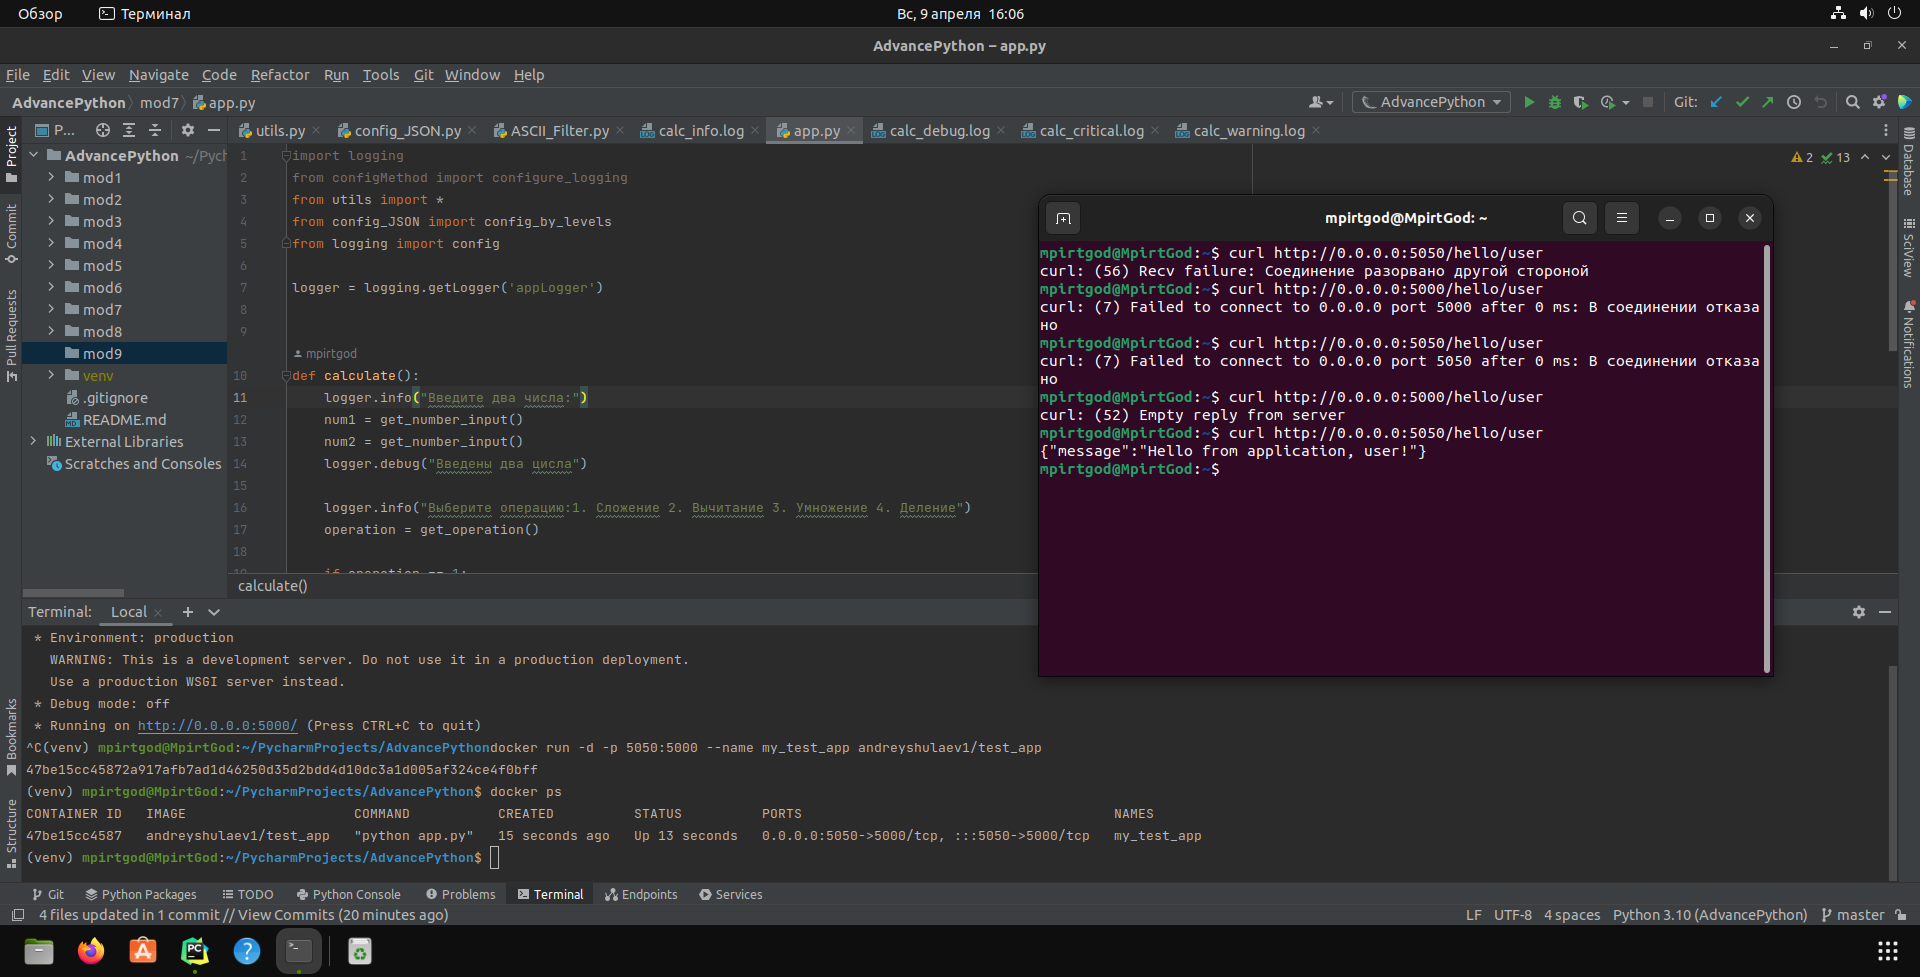 Обзор Терминал Вс, 9 апреля 16:06
AdvancePython – app.py
File Edit View Navigate Code Refactor Run Tools Git Window Help
AdvancePython mod7 app.py AdvancePython Git:
P... utils.py config_JSON.py ASCII_Filter.py calc_info.log app.py calc_debug.log calc_critical.log calc_warning.log
Project
Commit
Pull Requests
Bookmarks
Structure
AdvancePython ~/Pych
mod1
mod2
mod3
mod4
mod5
mod6
mod7
mod8
mod9
venv
.gitignore
README.md
External Libraries
Scratches and Consoles
2 13
1 import logging
2 from configMethod import configure_logging
3 from utils import *
4 from config_JSON import config_by_levels
5 from logging import config
6
7 logger = logging.getLogger('appLogger')
8
9
mpirtgod
10 def calculate():
11 logger.info("Введите два числа:")
12 num1 = get_number_input()
13 num2 = get_number_input()
14 logger.debug("Введены два цисла")
15
16 logger.info("Выберите операцию:1. Сложение 2. Вычитание 3. Умножение 4. Деление")
17 operation = get_operation()
18
19 if operation == 1:
calculate()
Database
SciView
Notifications
mpirtgod@MpirtGod: ~
mpirtgod@MpirtGod:~$ curl http://0.0.0.0:5050/hello/user
curl: (56) Recv failure: Соединение разорвано другой стороной
mpirtgod@MpirtGod:~$ curl http://0.0.0.0:5000/hello/user
curl: (7) Failed to connect to 0.0.0.0 port 5000 after 0 ms: В соединении отказа
но
mpirtgod@MpirtGod:~$ curl http://0.0.0.0:5050/hello/user
curl: (7) Failed to connect to 0.0.0.0 port 5050 after 0 ms: В соединении отказа
но
mpirtgod@MpirtGod:~$ curl http://0.0.0.0:5000/hello/user
curl: (52) Empty reply from server
mpirtgod@MpirtGod:~$ curl http://0.0.0.0:5050/hello/user
{"message":"Hello from application, user!"}
mpirtgod@MpirtGod:~$
Terminal: Local
* Environment: production
WARNING: This is a development server. Do not use it in a production deployment.
Use a production WSGI server instead.
* Debug mode: off
* Running on http://0.0.0.0:5000/ (Press CTRL+C to quit)
^C(venv) mpirtgod@MpirtGod:~/PycharmProjects/AdvancePythondocker run -d -p 5050:5000 --name my_test_app andreyshulaev1/test_app
47be15cc45872a917afb7ad1d46250d35d2bdd4d10dc3a1d005af324ce4f0bff
(venv) mpirtgod@MpirtGod:~/PycharmProjects/AdvancePython$ docker ps
CONTAINER ID IMAGE COMMAND CREATED STATUS PORTS NAMES
47be15cc4587 andreyshulaev1/test_app "python app.py" 15 seconds ago Up 13 seconds 0.0.0.0:5050->5000/tcp, :::5050->5000/tcp my_test_app
(venv) mpirtgod@MpirtGod:~/PycharmProjects/AdvancePython$
Git Python Packages TODO Python Console Problems Terminal Endpoints Services
4 files updated in 1 commit // View Commits (20 minutes ago) LF UTF-8 4 spaces Python 3.10 (AdvancePython) master